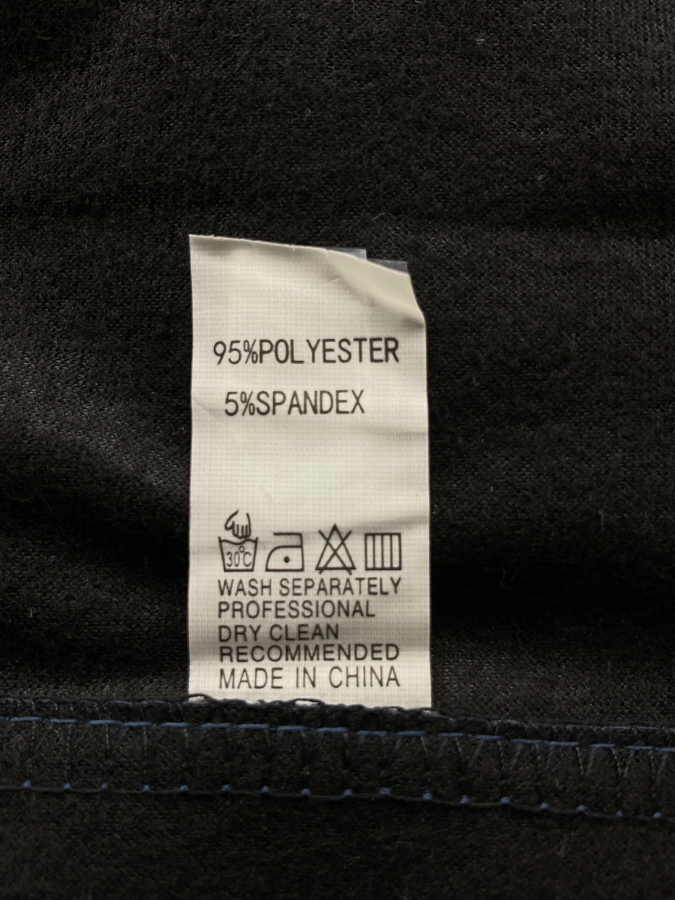 95%POLYESTER
5%SPANDEX
30°C
WASH SEPARATELY
PROFESSIONAL
DRY CLEAN
RECOMMENDED
MADE IN CHINA